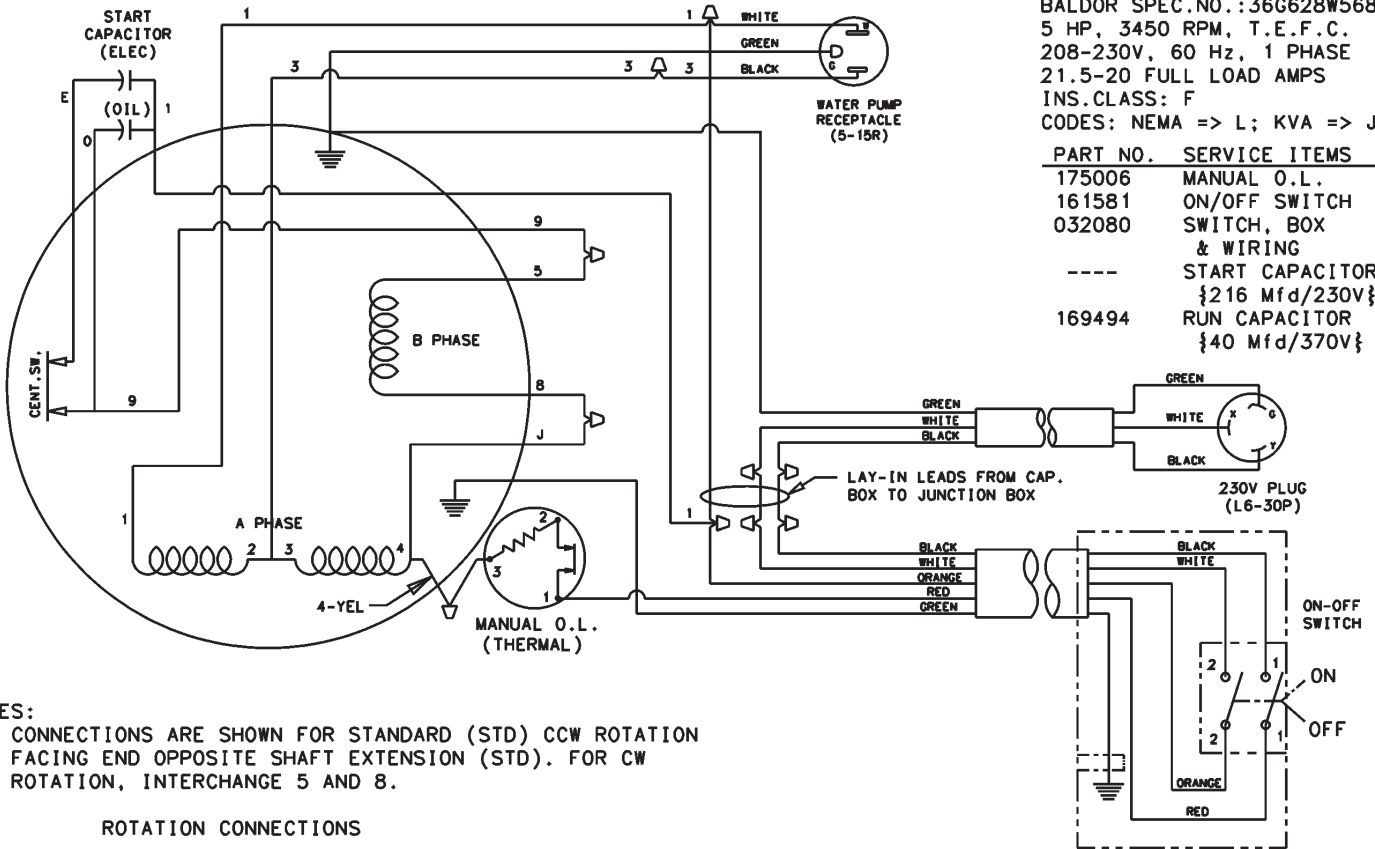 START
CAPACITOR
(ELEC)
E
(OIL)
1
O
1
3
1
WHITE
GREEN
3
3
BLACK
W
G
WATER PUMP
RECEPTACLE
(5-15R)
BALDOR SPEC.NO.:36G628W568
5 HP, 3450 RPM, T.E.F.C.
208-230V, 60 Hz, 1 PHASE
21.5-20 FULL LOAD AMPS
INS.CLASS: F
CODES: NEMA => L; KVA => J
PART NO. SERVICE ITEMS
175006 MANUAL O.L.
161581 ON/OFF SWITCH
032080 SWITCH, BOX
& WIRING
---- START CAPACITOR
{216 Mfd/230V}
169494 RUN CAPACITOR
{40 Mfd/370V}
9
5
B PHASE
8
J
CENT.SW.
9
1
A PHASE
2
3
4
4-YEL
2
3
1
MANUAL O.L.
(THERMAL)
GREEN
WHITE
BLACK
GREEN
WHITE
BLACK
X
G
Y
230V PLUG
(L6-30P)
LAY-IN LEADS FROM CAP.
BOX TO JUNCTION BOX
1
BLACK
WHITE
ORANGE
RED
GREEN
BLACK
WHITE
ON-OFF
SWITCH
2
1
ON
OFF
2
1
ORANGE
RED
ES:
CONNECTIONS ARE SHOWN FOR STANDARD (STD) CCW ROTATION
FACING END OPPOSITE SHAFT EXTENSION (STD). FOR CW
ROTATION, INTERCHANGE 5 AND 8.
ROTATION CONNECTIONS